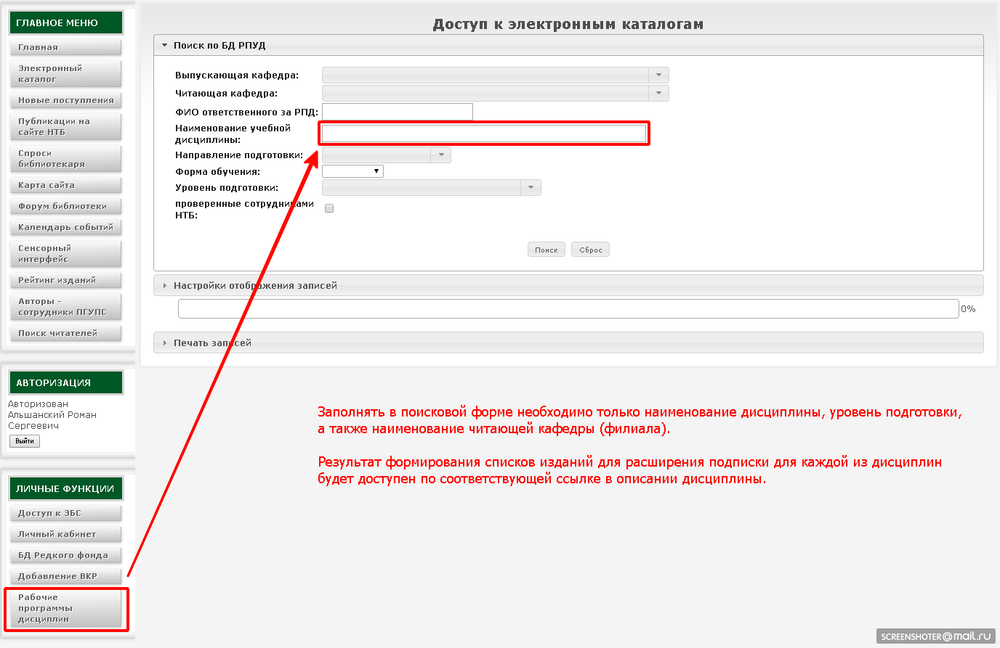 ГЛАВНОЕ МЕНЮ
Главная
Электронный
каталог
Новые поступления
Публикации на
сайте НТБ
Спроси
библиотекаря
Карта сайта
Форум библиотеки
Календарь событий
Сенсорный
интерфейс
Рейтинг изданий
Авторы -
сотрудники ПГУПС
Поиск читателей
АВТОРИЗАЦИЯ
Авторизован
Альшанский Роман
Сергеевич
Выйти
ЛИЧНЫЕ ФУНКЦИИ
Доступ к ЭБС
Личный кабинет
БД Редкого фонда
Добавление ВКР
Рабочие
программы
дисциплин
Доступ к электронным каталогам
Поиск по БД РПУД
Выпускающая кафедра:
Читающая кафедра:
ФИО ответственного за РПД:
Наименование учебной
дисциплины:
Направление подготовки:
Форма обучения:
Уровень подготовки:
проверенные сотрудниками
НТБ:
Поиск Сброс
Настройки отображения записей
0%
Печать записей
Заполнять в поисковой форме необходимо только наименование дисциплины, уровень подготовки,
а также наименование читающей кафедры (филиала).
Результат формирования списков изданий для расширения подписки для каждой из дисциплин
будет доступен по соответствующей ссылке в описании дисциплины.
SCREENSHOTER@mail.ru